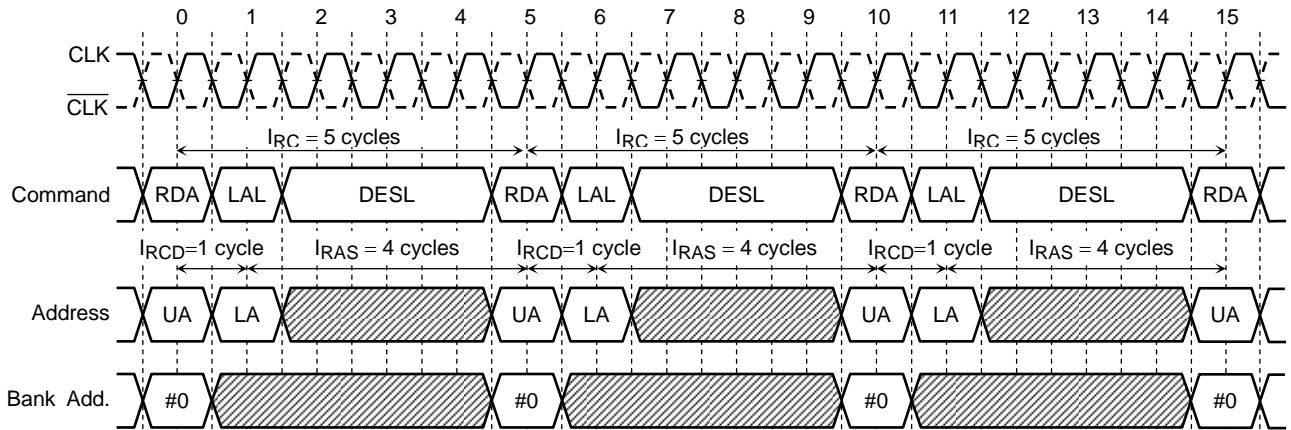 0 1 2 3 4 5 6 7 8 9 10 11 12 13 14 15
CLK
CLK
IRC = 5 cycles IRC = 5 cycles IRC = 5 cycles
Command RDA LAL DESL RDA LAL DESL RDA LAL DESL RDA
IRCD=1 cycle IRAS = 4 cycles IRCD=1 cycle IRAS = 4 cycles IRCD=1 cycle IRAS = 4 cycles
Address UA LA UA LA UA LA UA
Bank Add. #0 #0 #0 #0